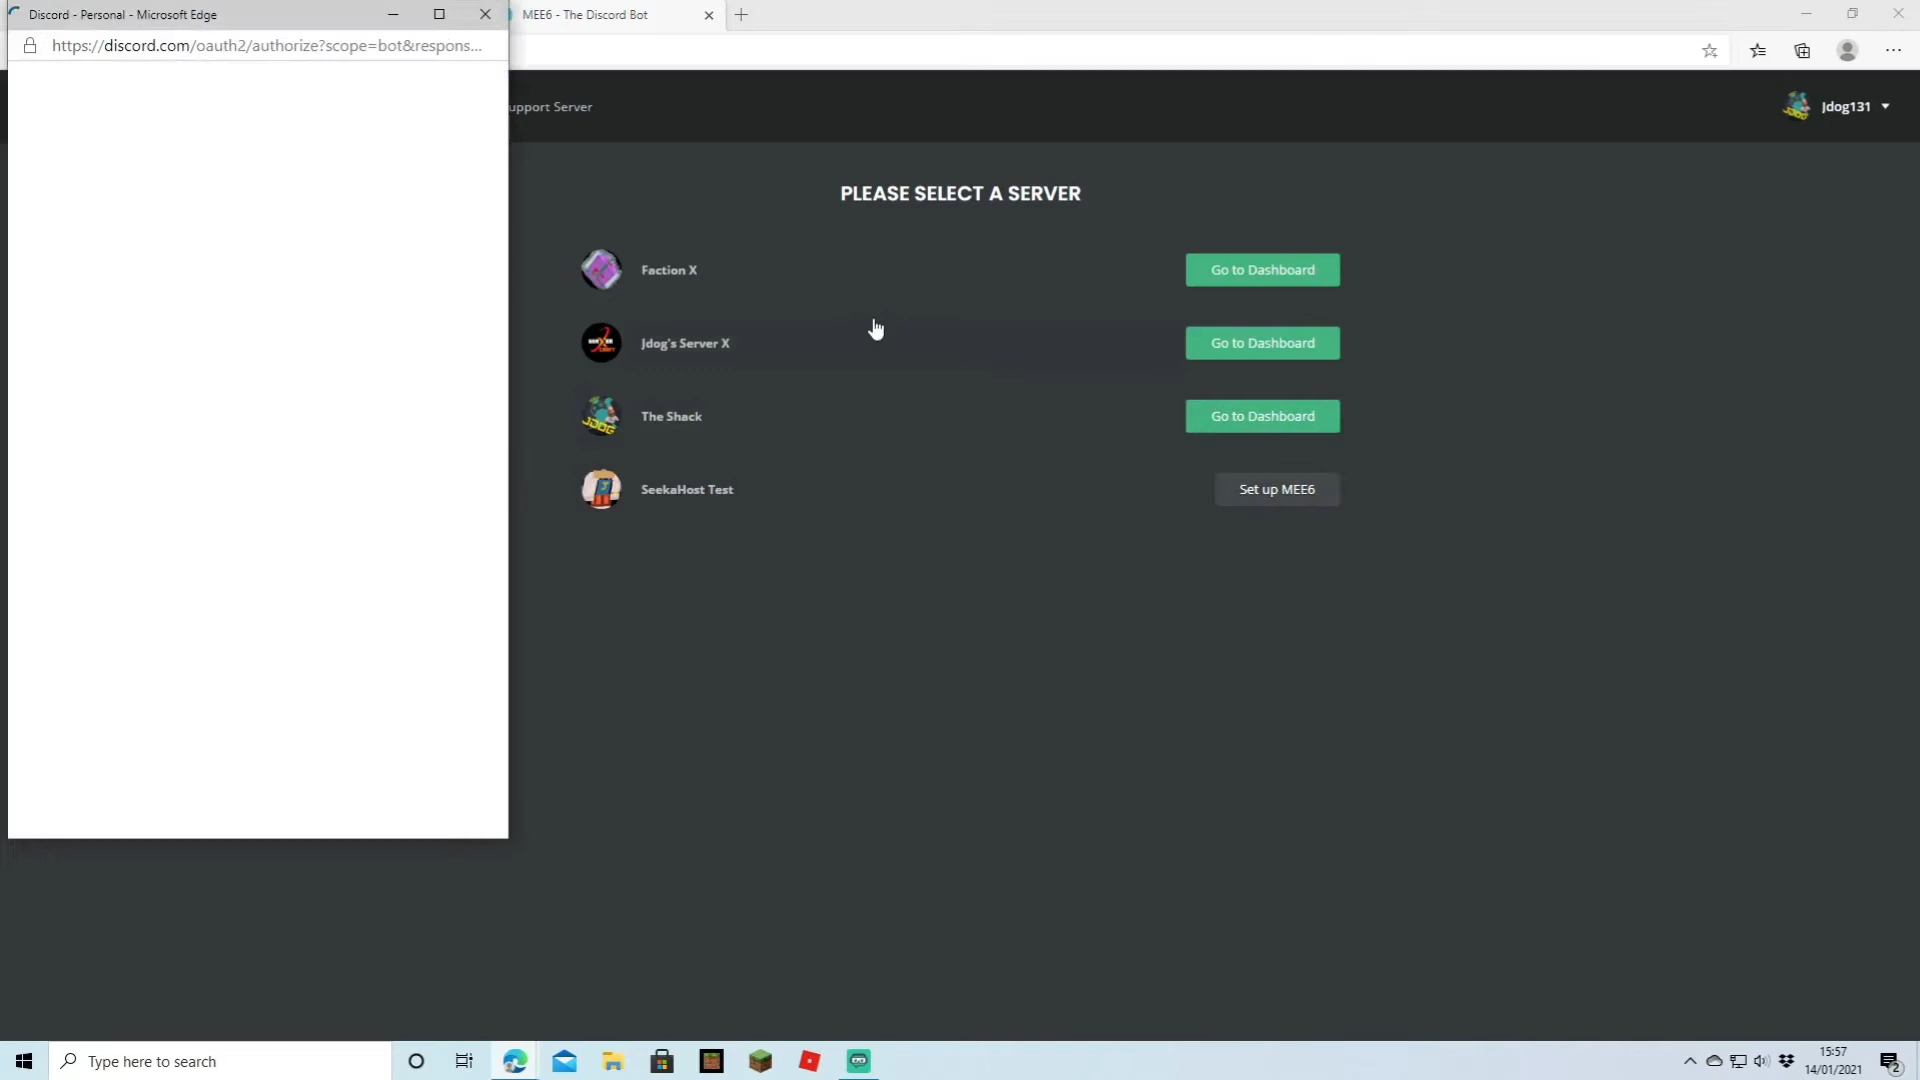 Discord - Personal - Microsoft Edge
MEE6 - The Discord Bot
https://discord.com/oauth2/authorize?scope=bot&respons...
upport Server
Jdog131
PLEASE SELECT A SERVER
Faction X
Go to Dashboard
Jdog's Server X
Go to Dashboard
JDOG
The Shack
Go to Dashboard
SeekaHost Test
Set up MEE6
Type here to search
15:57
14/01/2021
2